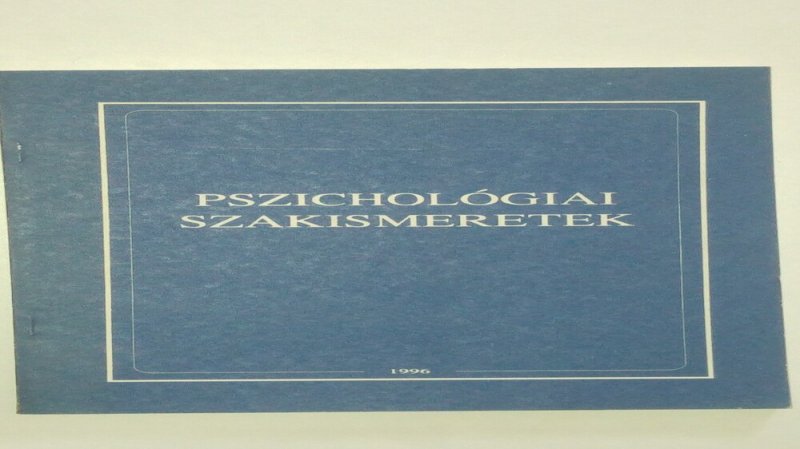 PSZICHOLÓGIAI
SZAKISMERETEK
1996